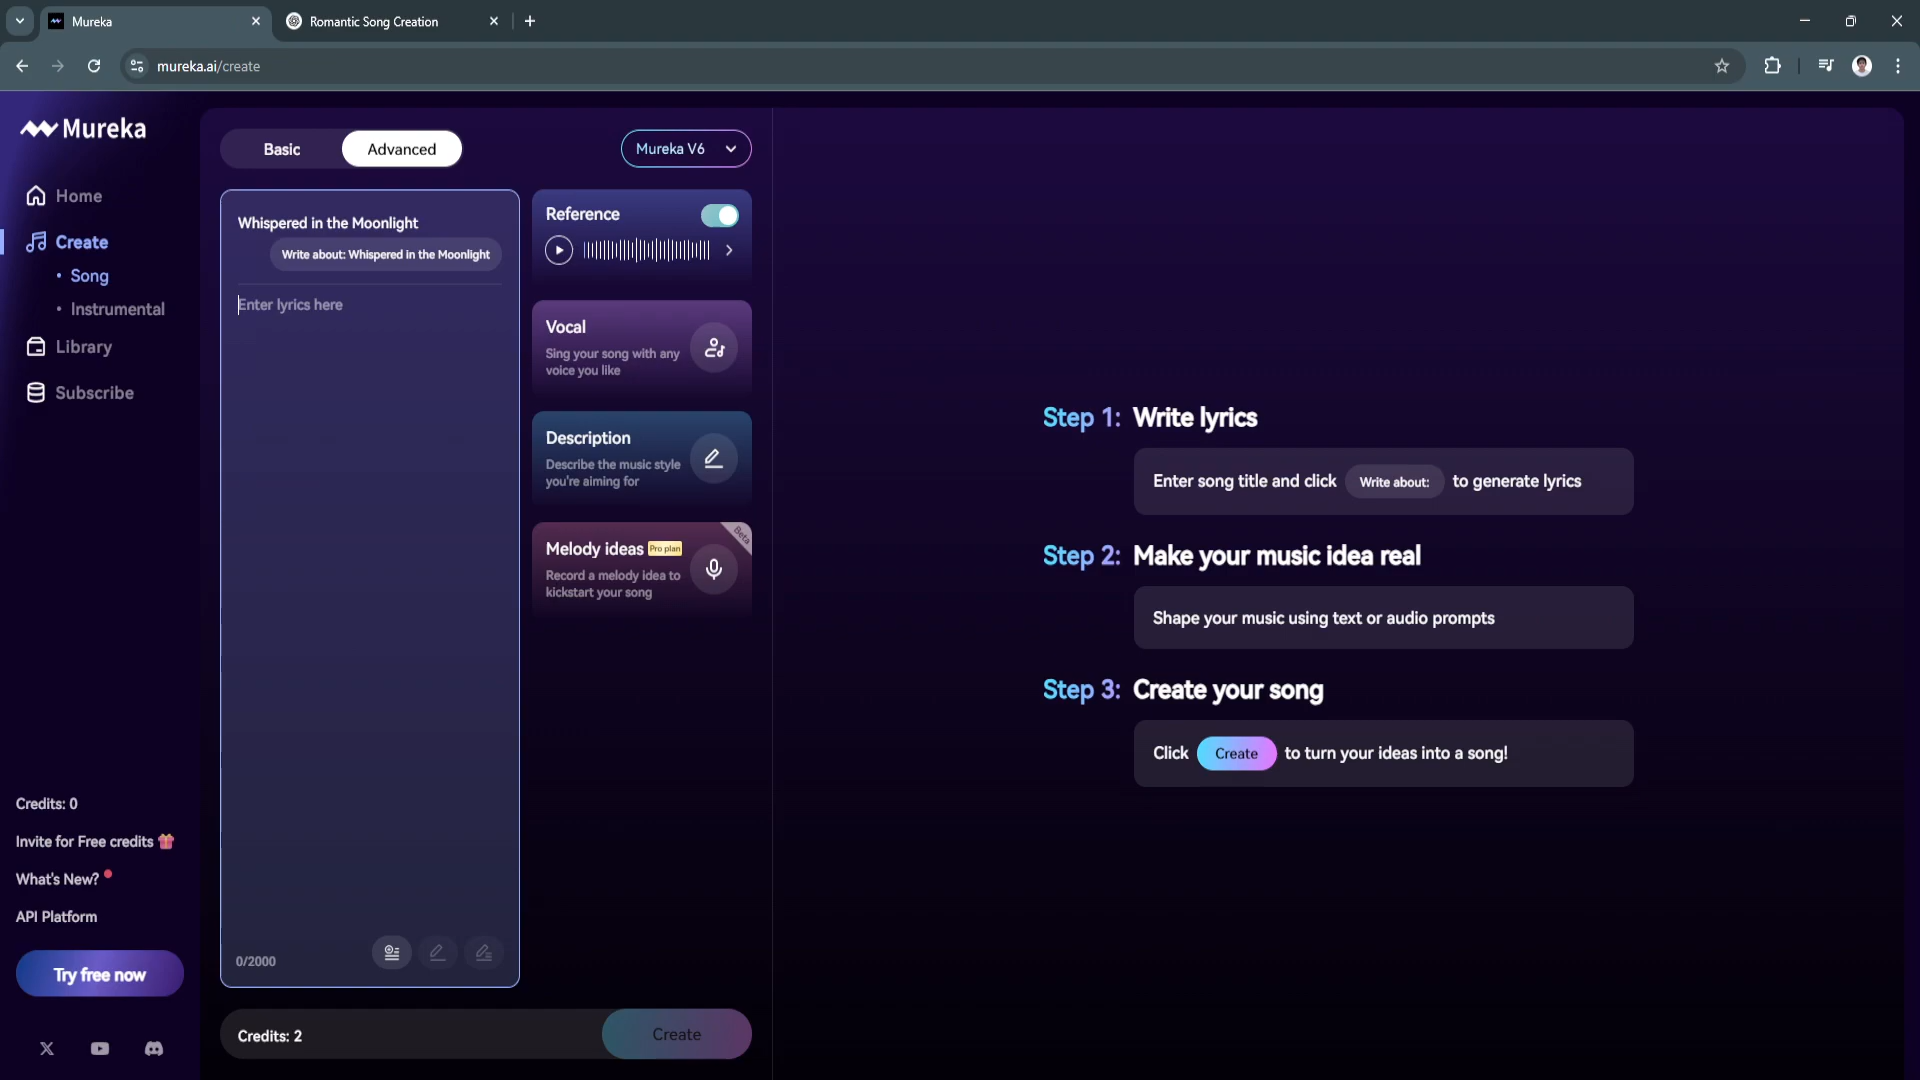 Mureka
Romantic Song Creation
mureka.ai/create
Mureka
Home
Create
• Song
• Instrumental
Library
Subscribe
Credits: 0
Invite for Free credits
What's New?
API Platform
Try free now
Basic
Advanced
Mureka V6
Whispered in the Moonlight
Write about: Whispered in the Moonlight
Enter lyrics here
0/2000
Reference
Vocal
Sing your song with any
voice you like
Description
Describe the music style
you're aiming for
Melody ideas Pro plan
Beta
Record a melody idea to
kickstart your song
Credits: 2
Create
Step 1: Write lyrics
Enter song title and click Write about: to generate lyrics
Step 2: Make your music idea real
Shape your music using text or audio prompts
Step 3: Create your song
Click Create to turn your ideas into a song!